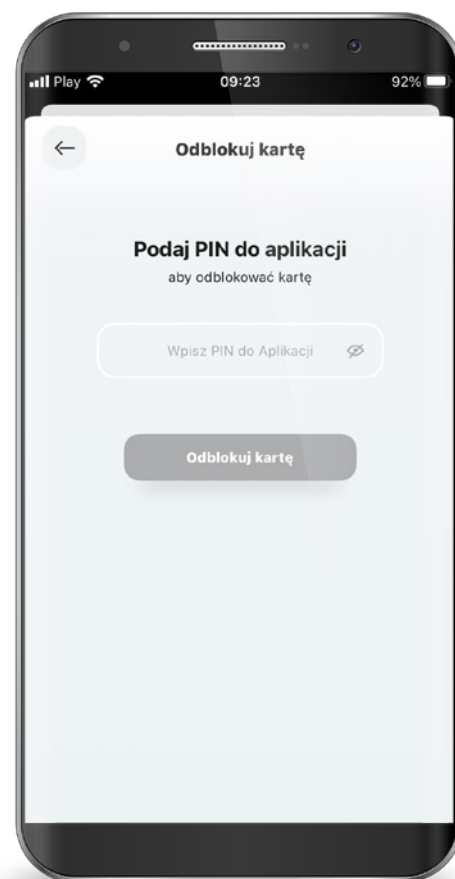 Play 09:23 92%
Odblokuj kartę
Podaj PIN do aplikacji
aby odblokować kartę
Wpisz PIN do Aplikacji
Odblokuj kartę